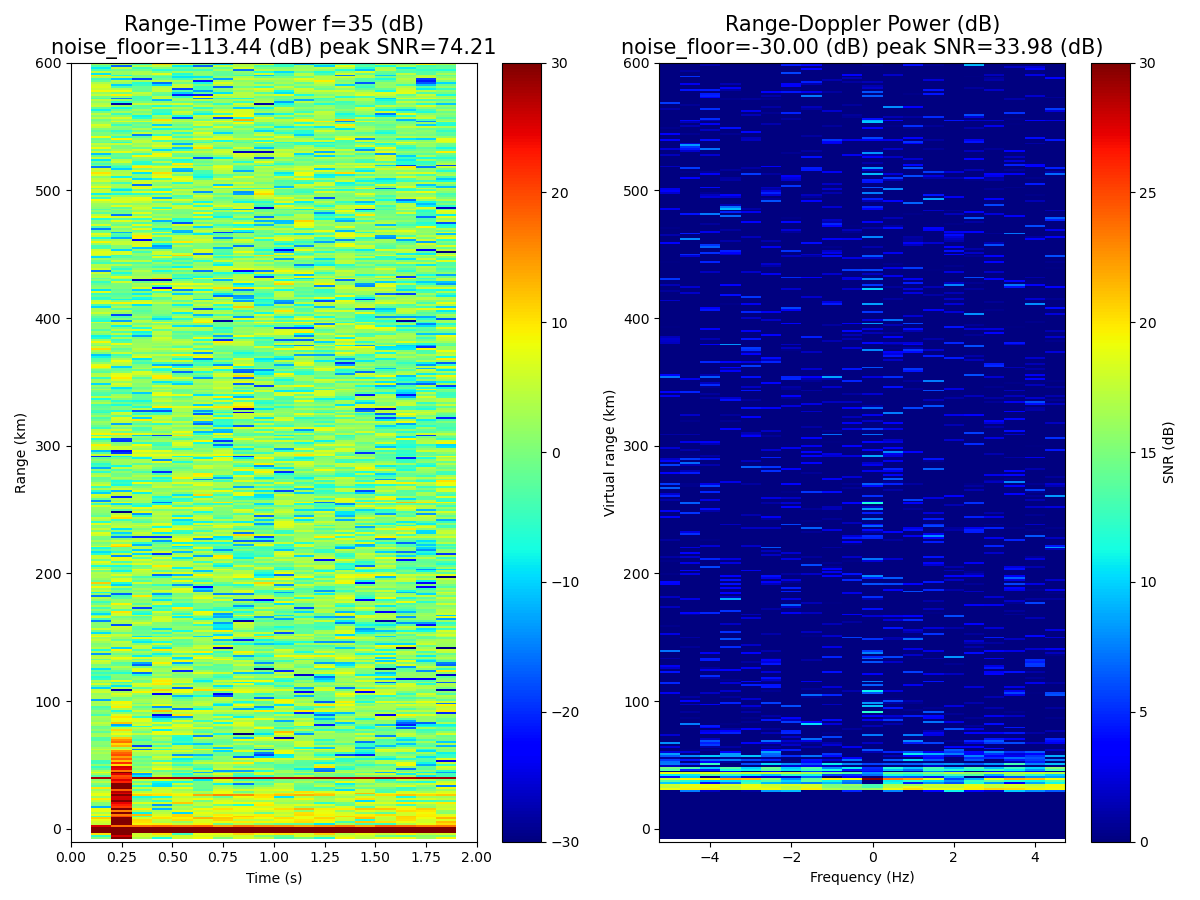 Range-Time Power f=35 (dB)
noise_floor=-113.44 (dB) peak SNR=74.21
Range (km)
600
500
400
300
200
100
0
0.00 0.25 0.50 0.75 1.00 1.25 1.50 1.75 2.00
Time (s)
30
20
10
0
−10
−20
−30
Range-Doppler Power (dB)
noise_floor=-30.00 (dB) peak SNR=33.98 (dB)
Virtual range (km)
600
500
400
300
200
100
0
−4 −2 0 2 4
Frequency (Hz)
30
25
20
15
10
5
0
SNR (dB)